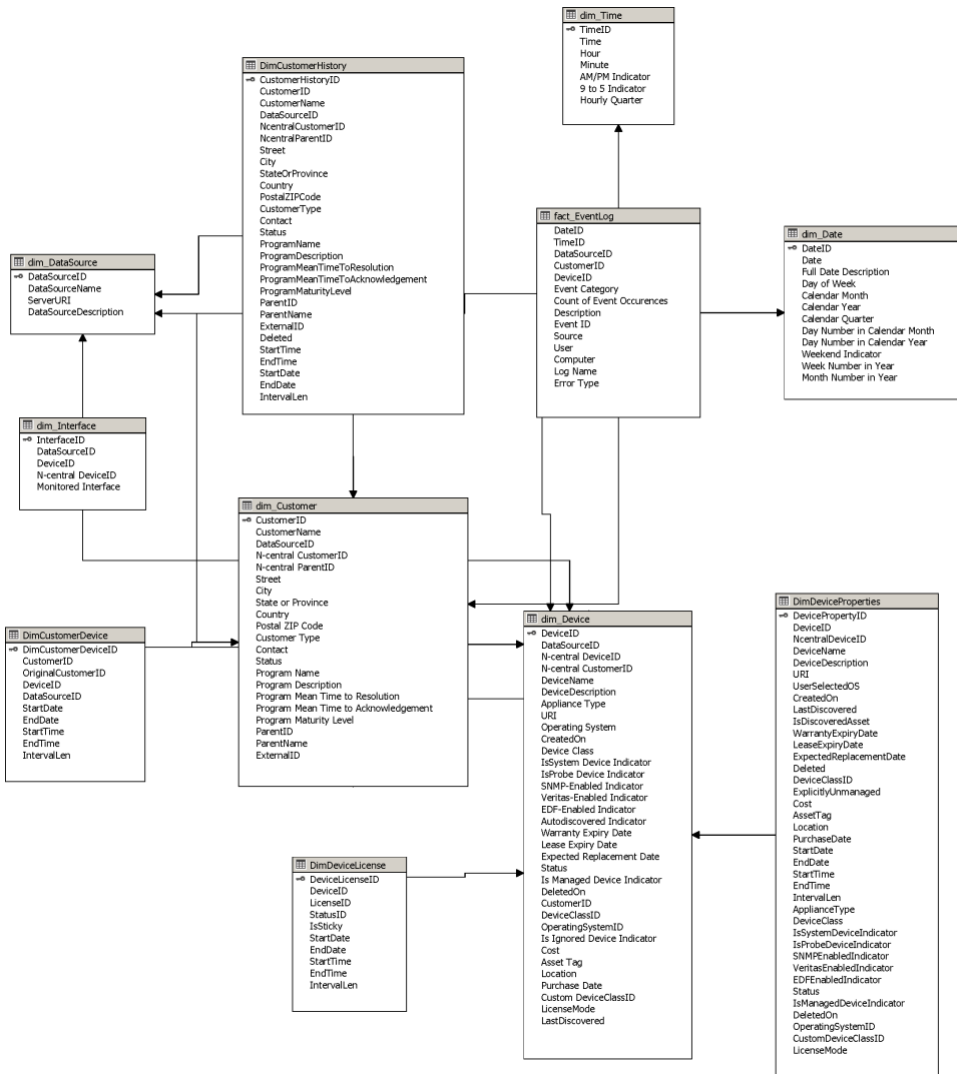 dim_Time
TimeID
Time
Hour
Minute
AM/PM Indicator
9 to 5 Indicator
Hourly Quarter
DimCustomerHistory
CustomerHistoryID
CustomerID
CustomerName
DataSourceID
NcentralCustomerID
NcentralParentID
Street
City
StateOrProvince
Country
PostalZIPCode
CustomerType
Contact
Status
ProgramName
ProgramDescription
ProgramMeanTimeToResolution
ProgramMeanTimeToAcknowledgement
ProgramMaturityLevel
ParentID
ParentName
ExternalID
Deleted
StartTime
EndTime
StartDate
EndDate
IntervalLen
fact_EventLog
DateID
TimeID
DataSourceID
CustomerID
DeviceID
Event Category
Count of Event Occurences
Description
Event ID
Source
User
Computer
Log Name
Error Type
dim_Date
DateID
Date
Full Date Description
Day of Week
Calendar Month
Calendar Year
Calendar Quarter
Day Number in Calendar Month
Day Number in Calendar Year
Weekend Indicator
Week Number in Year
Month Number in Year
dim_DataSource
DataSourceID
DataSourceName
ServerURI
DataSourceDescription
dim_Interface
InterfaceID
DataSourceID
DeviceID
N-central DeviceID
Monitored Interface
dim_Customer
CustomerID
CustomerName
DataSourceID
N-central CustomerID
N-central ParentID
Street
City
State or Province
Country
Postal ZIP Code
Customer Type
Contact
Status
Program Name
Program Description
Program Mean Time to Resolution
Program Mean Time to Acknowledgement
Program Maturity Level
ParentID
ParentName
ExternalID
DimCustomerDevice
DimCustomerDeviceID
CustomerID
OriginalCustomerID
DeviceID
DataSourceID
StartDate
EndDate
StartTime
EndTime
IntervalLen
dim_Device
DeviceID
DataSourceID
N-central DeviceID
N-central CustomerID
DeviceName
DeviceDescription
Appliance Type
URI
Operating System
CreatedOn
Device Class
IsSystem Device Indicator
IsProbe Device Indicator
SNMP-Enabled Indicator
Veritas-Enabled Indicator
EDF-Enabled Indicator
Autodiscovered Indicator
Warranty Expiry Date
Lease Expiry Date
Expected Replacement Date
Status
Is Managed Device Indicator
DeletedOn
CustomerID
DeviceClassID
OperatingSystemID
Is Ignored Device Indicator
Cost
Asset Tag
Location
Purchase Date
Custom DeviceClassID
LicenseMode
LastDiscovered
DimDeviceProperties
DevicePropertyID
DeviceID
NcentralDeviceID
DeviceName
DeviceDescription
URI
UserSelectedOS
CreatedOn
LastDiscovered
IsDiscoveredAsset
WarrantyExpiryDate
LeaseExpiryDate
ExpectedReplacementDate
Deleted
DeviceClassID
ExplicitlyUnmanaged
Cost
AssetTag
Location
PurchaseDate
StartDate
EndDate
StartTime
EndTime
IntervalLen
ApplianceType
DeviceClass
IsSystemDeviceIndicator
IsProbeDeviceIndicator
SNMPEnabledIndicator
VeritasEnabledIndicator
EDFEnabledIndicator
Status
IsManagedDeviceIndicator
DeletedOn
OperatingSystemID
CustomDeviceClassID
LicenseMode
DimDeviceLicense
DeviceLicenseID
DeviceID
LicenseID
StatusID
IsSticky
StartDate
EndDate
StartTime
EndTime
IntervalLen